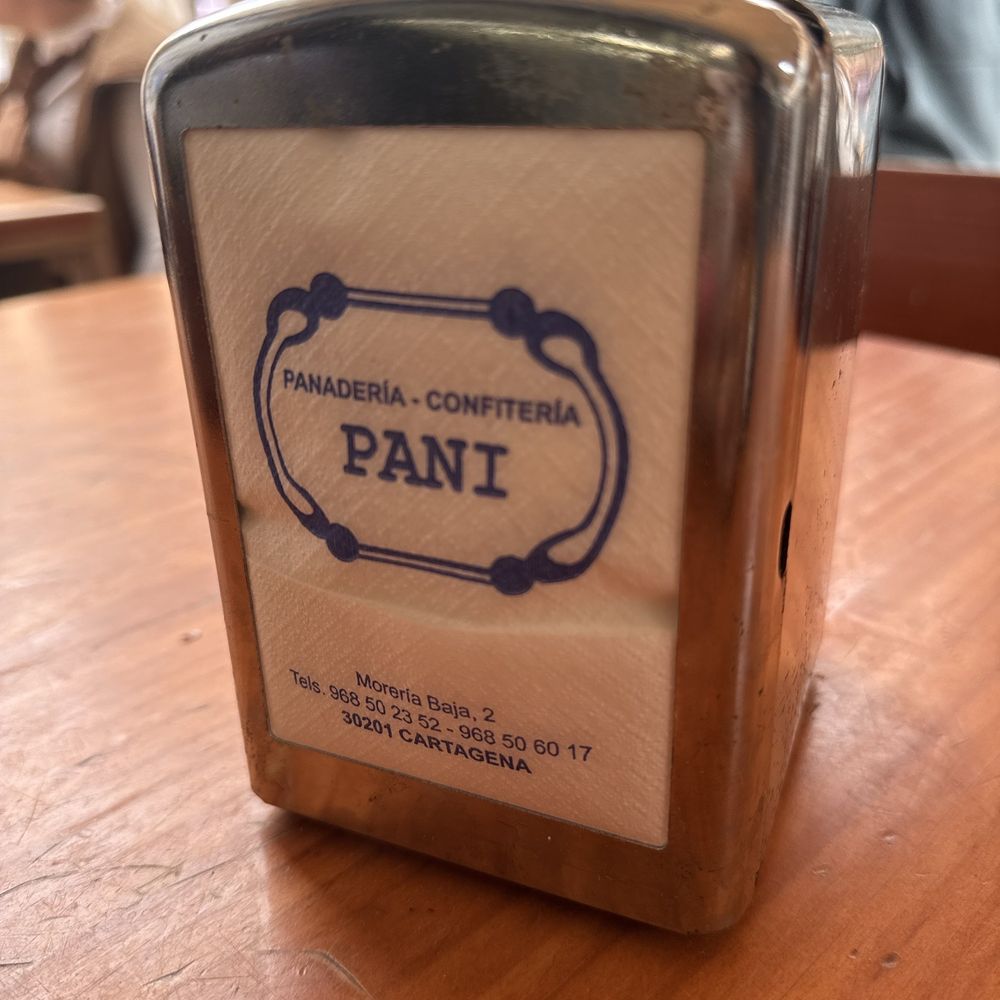 PANADERÍA - CONFITERÍA
PANI
Morería Baja, 2
Tels. 968 50 23 52 - 968 50 60 17
30201 CARTAGENA